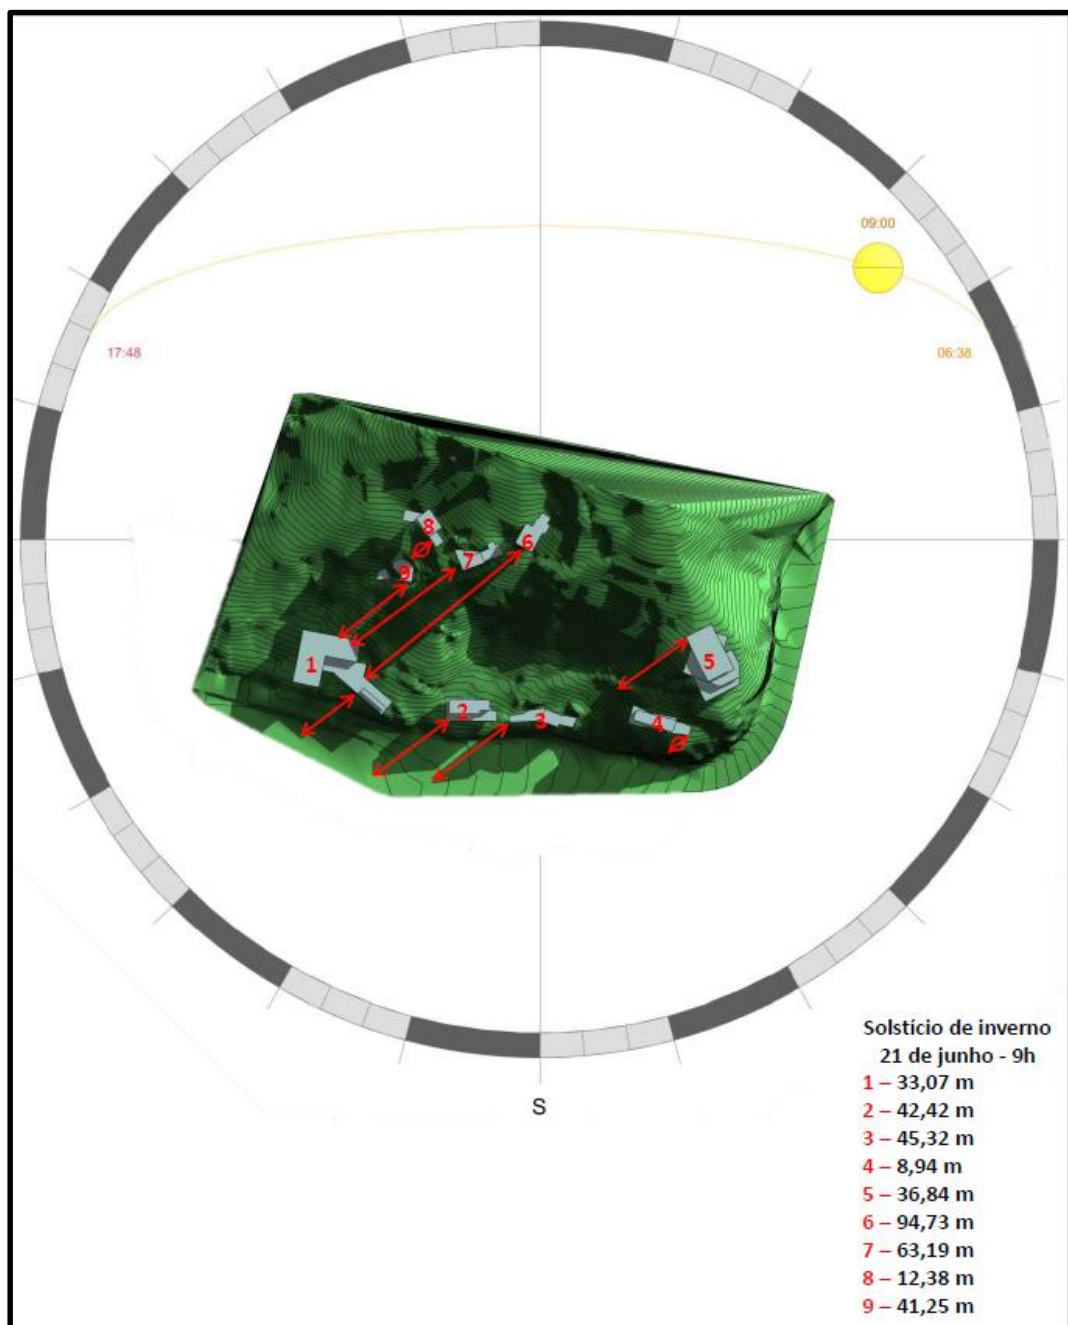 09:00
17:48
06:38
8
6
7
9
1
5
2
3
4
Solstício de inverno
21 de junho - 9h
1 – 33,07 m
2 – 42,42 m
3 – 45,32 m
4 – 8,94 m
5 – 36,84 m
6 – 94,73 m
7 – 63,19 m
8 – 12,38 m
9 – 41,25 m
S